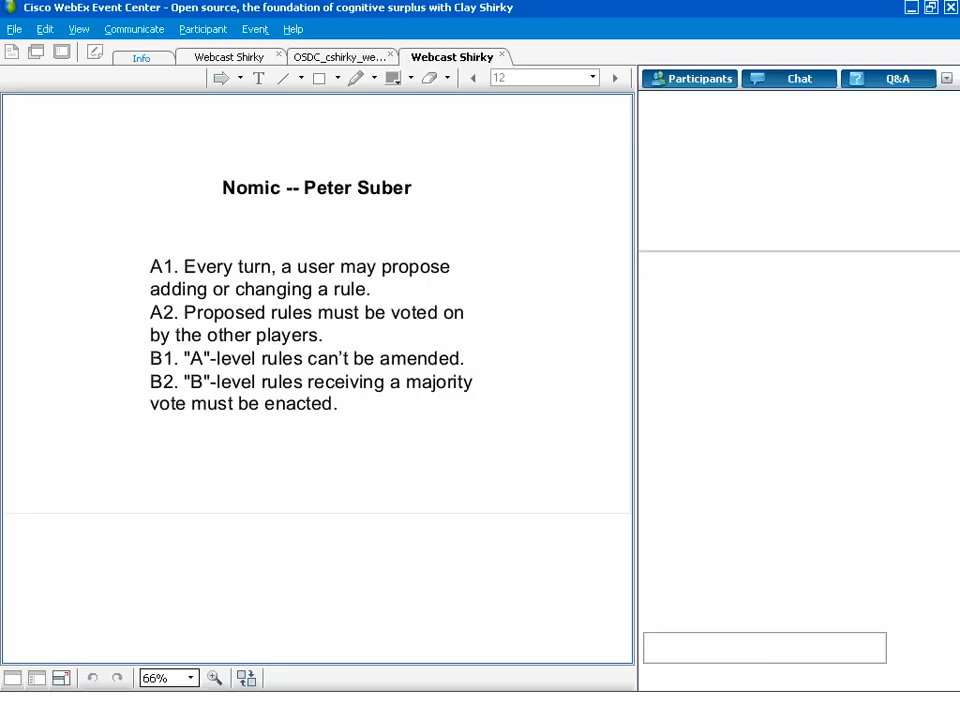 Cisco WebEx Event Center - Open source, the foundation of cognitive surplus with Clay Shirky
File Edit View Communicate Participant Event Help
Info Webcast Shirky OSDC_cshirky_we... Webcast Shirky
T 12
Participants Chat Q&A
Nomic -- Peter Suber
A1. Every turn, a user may propose
adding or changing a rule.
A2. Proposed rules must be voted on
by the other players.
B1. "A"-level rules can’t be amended.
B2. "B"-level rules receiving a majority
vote must be enacted.
66%